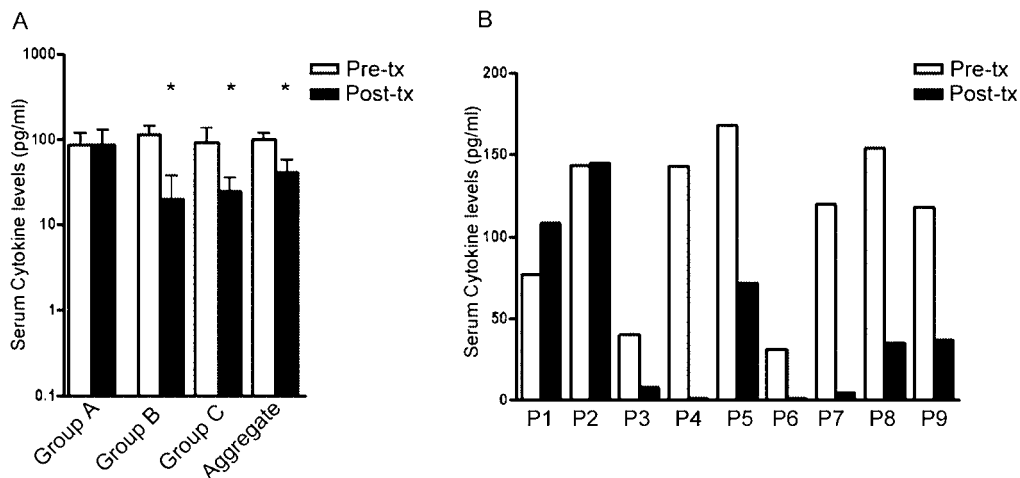 A
Serum Cytokine levels (pg/ml)
1000
100
10
1
0.1
Pre-tx
Post-tx
* * *
Group A
Group B
Group C
Aggregate
B
Serum Cytokine levels (pg/ml)
200
150
100
50
0
Pre-tx
Post-tx
P1 P2 P3 P4 P5 P6 P7 P8 P9